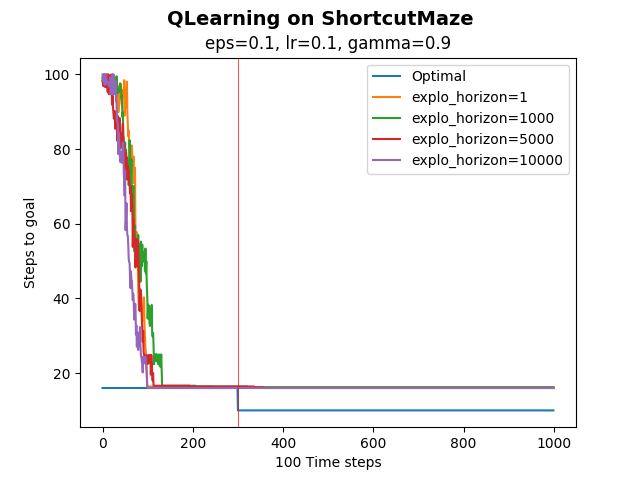 QLearning on ShortcutMaze
eps=0.1, lr=0.1, gamma=0.9
Optimal
explo_horizon=1
explo_horizon=1000
explo_horizon=5000
explo_horizon=10000
Steps to goal
100
80
60
40
20
0
200
400
600
800
1000
100 Time steps